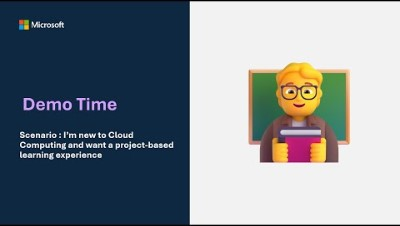 Microsoft
Demo Time
Scenario : I'm new to Cloud
Computing and want a project-based
learning experience